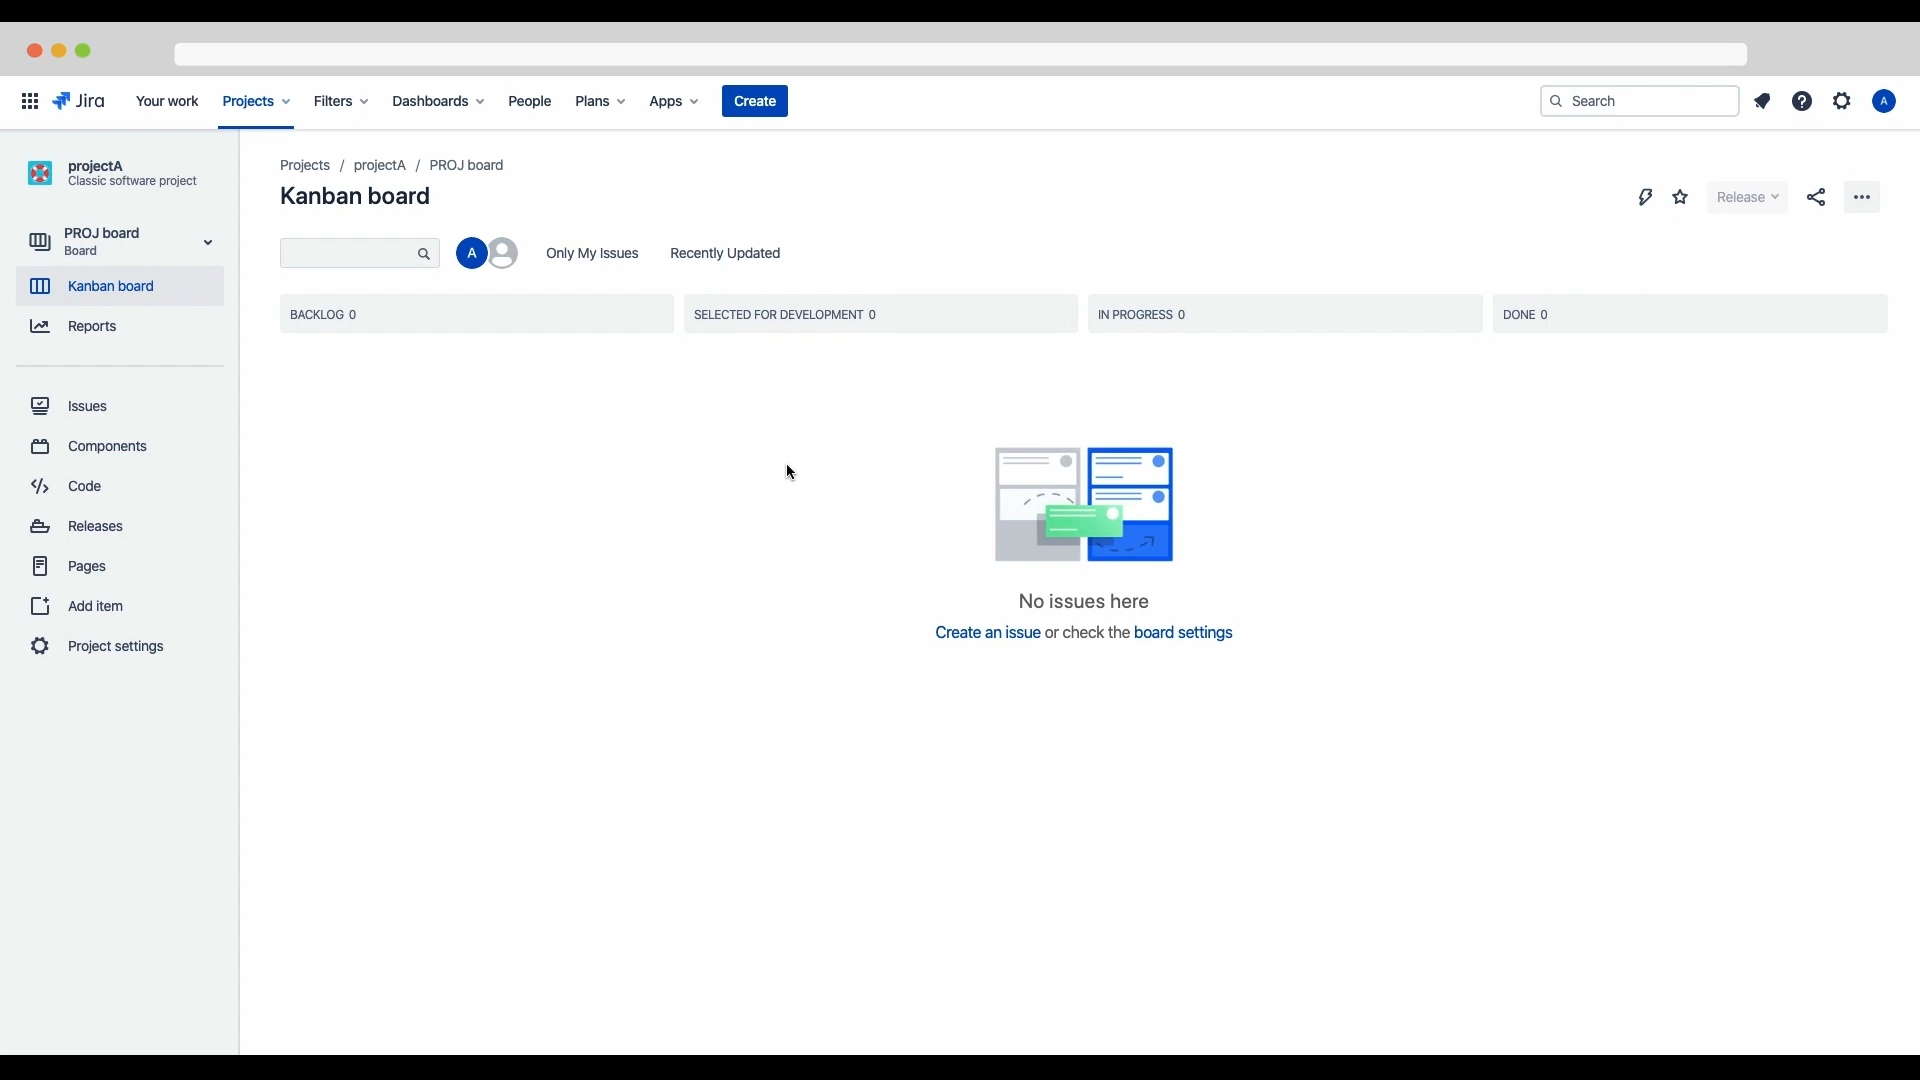 Jira Your work Projects Filters Dashboards People Plans Apps Create Search A
projectA
Classic software project
PROJ board
Board
Kanban board
Reports
Issues
Components
Code
Releases
Pages
Add item
Project settings
Projects / projectA / PROJ board
Kanban board
Release
A Only My Issues Recently Updated
BACKLOG 0 SELECTED FOR DEVELOPMENT 0 IN PROGRESS 0 DONE 0
No issues here
Create an issue or check the board settings